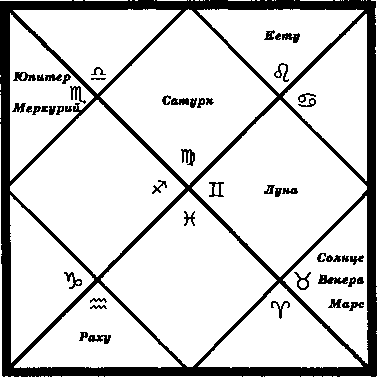 Кету
Юпитер
♎
♌
Меркурий
♏
Сатурн
♋
♍
♐
♊
Луна
♓
Солнце
♑
♉
Венера
♒
♈
Марс
Раху